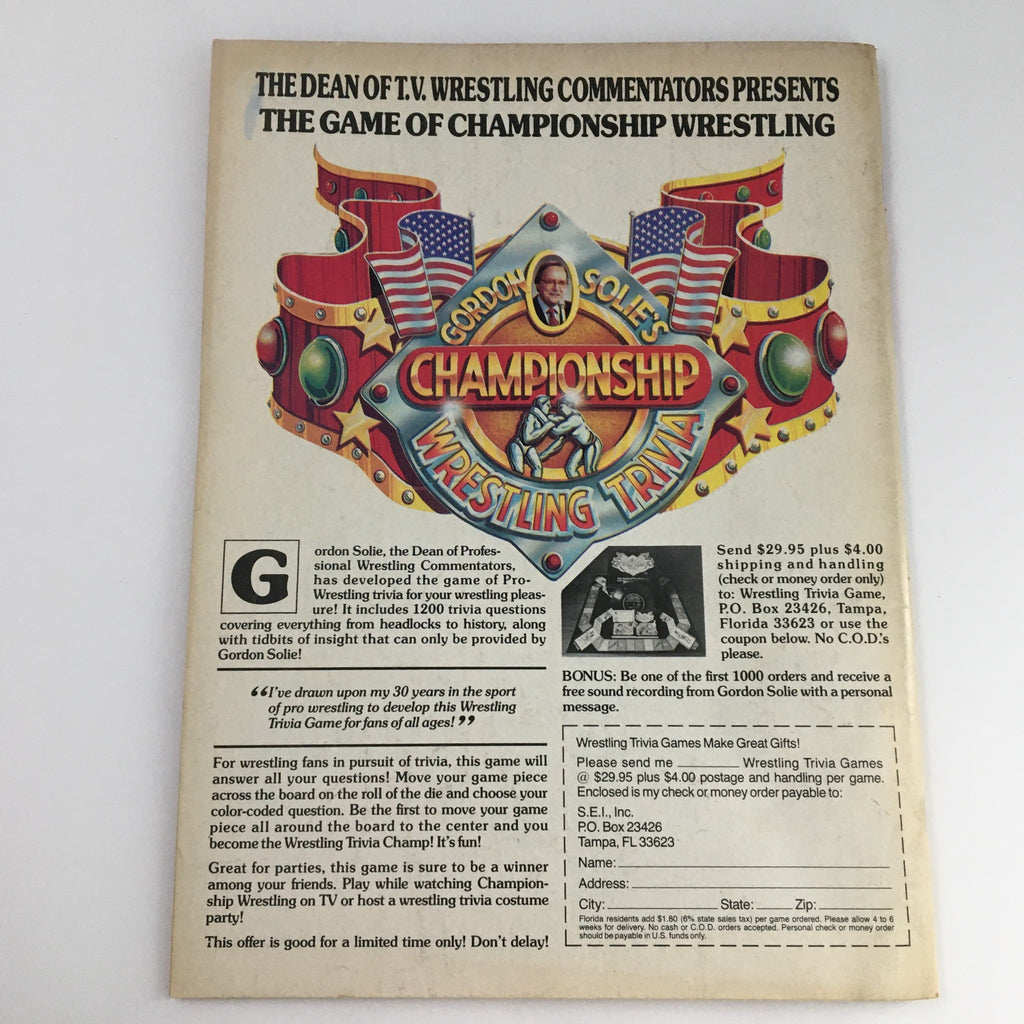 THE DEAN OF T.V. WRESTLING COMMENTATORS PRESENTS
THE GAME OF CHAMPIONSHIP WRESTLING
GORDON SOLIE'S
CHAMPIONSHIP
WRESTLING TRIVIA
Gordon Solie, the Dean of Profes-
sional Wrestling Commentators,
has developed the game of Pro-
Wrestling trivia for your wrestling pleas-
ure! It includes 1200 trivia questions
covering everything from headlocks to history, along
with tidbits of insight that can only be provided by
Gordon Solie!
“I've drawn upon my 30 years in the sport
of pro wrestling to develop this Wrestling
Trivia Game for fans of all ages!”
For wrestling fans in pursuit of trivia, this game will
answer all your questions! Move your game piece
across the board on the roll of the die and choose your
color-coded question. Be the first to move your game
piece all around the board to the center and you
become the Wrestling Trivia Champ! It's fun!
Great for parties, this game is sure to be a winner
among your friends. Play while watching Champion-
ship Wrestling on TV or host a wrestling trivia costume
party!
This offer is good for a limited time only! Don't delay!
Send $29.95 plus $4.00
shipping and handling
(check or money order only)
to: Wrestling Trivia Game,
P.O. Box 23426, Tampa,
Florida 33623 or use the
coupon below. No C.O.D.'s
please.
BONUS: Be one of the first 1000 orders and receive a
free sound recording from Gordon Solie with a personal
message.
Wrestling Trivia Games Make Great Gifts!
Please send me ________ Wrestling Trivia Games
@ $29.95 plus $4.00 postage and handling per game.
Enclosed is my check or money order payable to:
S.E.I., Inc.
P.O. Box 23426
Tampa, FL 33623
Name:
Address:
City: ________ State: ____ Zip: ________
Florida residents add $1.80 (6% state sales tax) per game ordered. Please allow 4 to 6
weeks for delivery. No cash or C.O.D. orders accepted. Personal check or money order
should be payable in U.S. funds only.